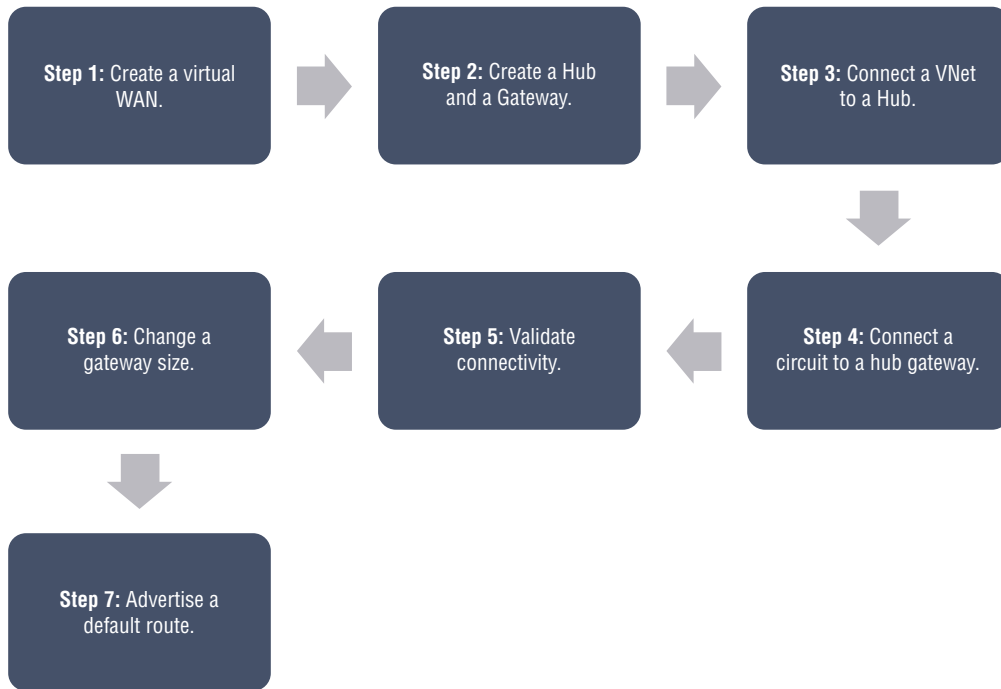 Step 1: Create a virtual
WAN.
Step 2: Create a Hub
and a Gateway.
Step 3: Connect a VNet
to a Hub.
Step 4: Connect a
circuit to a hub gateway.
Step 5: Validate
connectivity.
Step 6: Change a
gateway size.
Step 7: Advertise a
default route.